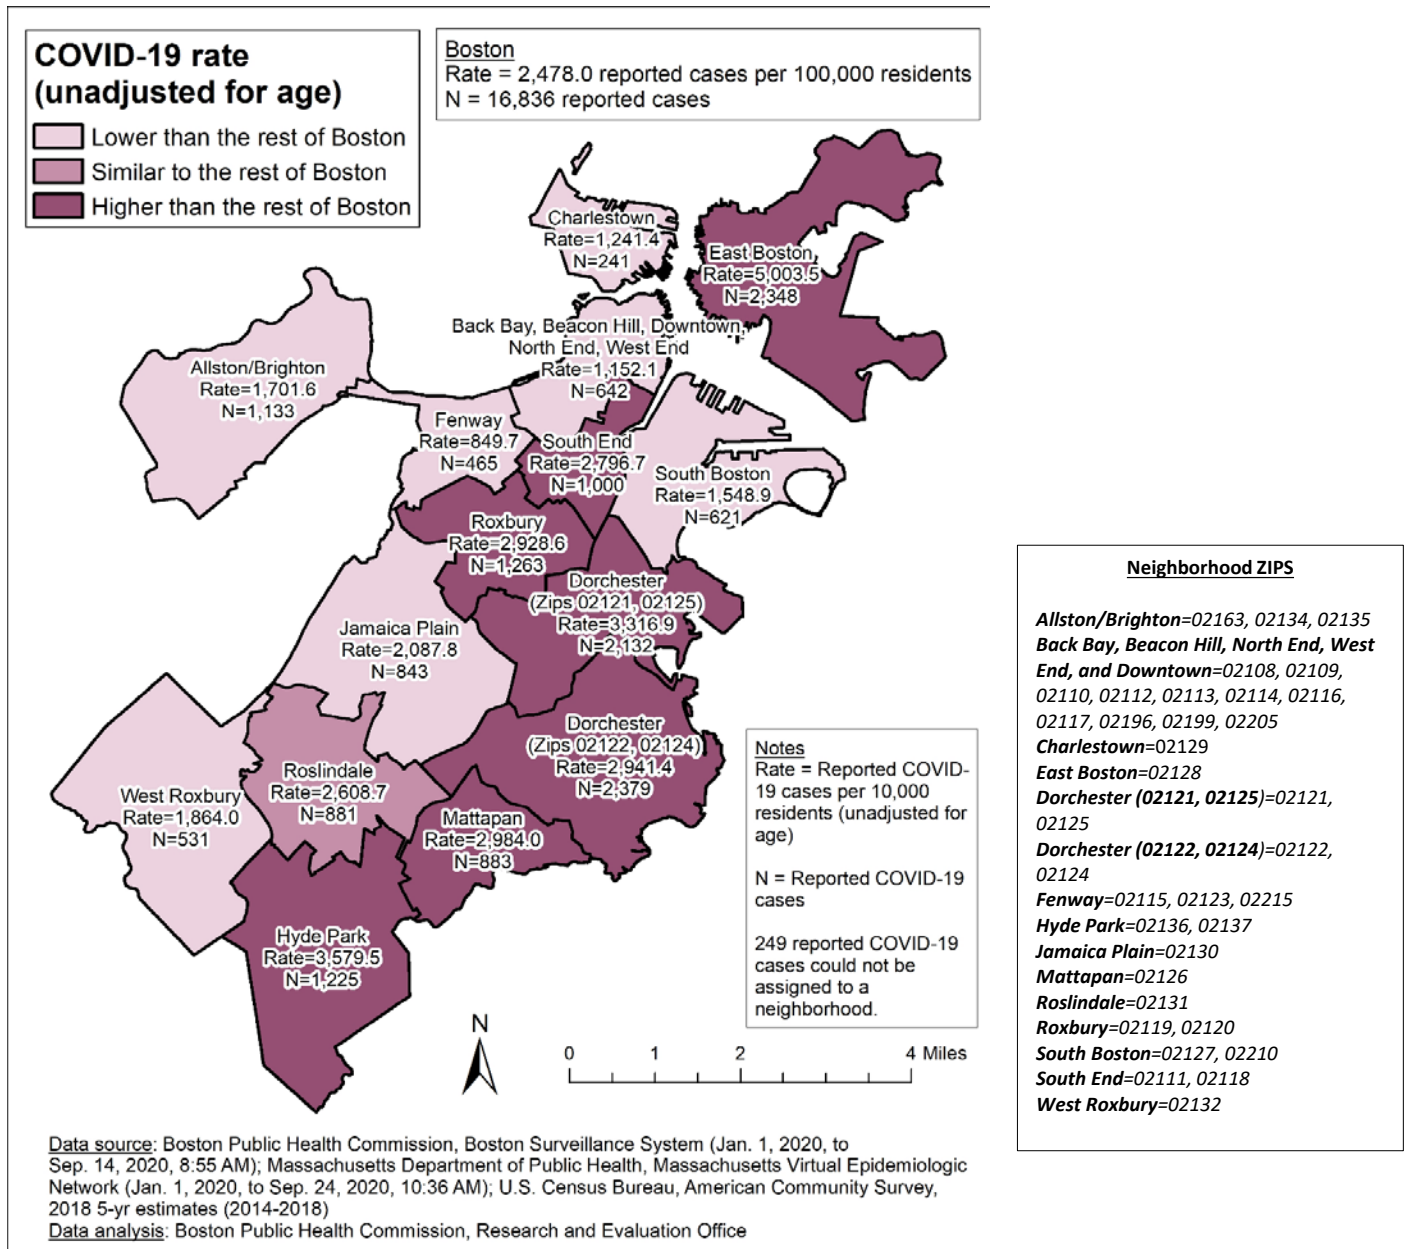 COVID-19 rate
(unadjusted for age)
Lower than the rest of Boston
Similar to the rest of Boston
Higher than the rest of Boston
Boston
Rate = 2,478.0 reported cases per 100,000 residents
N = 16,836 reported cases
Charlestown
Rate=1,241.4
N=241
East Boston
Rate=5,003.5
N=2,348
Back Bay, Beacon Hill, Downtown,
North End, West End
Rate=1,152.1
N=642
Allston/Brighton
Rate=1,701.6
N=1,133
Fenway
Rate=849.7
N=465
South End
Rate=2,796.7
N=1,000
South Boston
Rate=1,548.9
N=621
Roxbury
Rate=2,928.6
N=1,263
Dorchester
(Zips 02121, 02125)
Rate=3,316.9
N=2,132
Jamaica Plain
Rate=2,087.8
N=843
Dorchester
(Zips 02122, 02124)
Rate=2,941.4
N=2,379
Roslindale
Rate=2,608.7
N=881
West Roxbury
Rate=1,864.0
N=531
Mattapan
Rate=2,984.0
N=883
Hyde Park
Rate=3,579.5
N=1,225
Notes
Rate = Reported COVID-
19 cases per 10,000
residents (unadjusted for
age)
N = Reported COVID-19
cases
249 reported COVID-19
cases could not be
assigned to a
neighborhood.
N
0 1 2 4 Miles
Data source: Boston Public Health Commission, Boston Surveillance System (Jan. 1, 2020, to
Sep. 14, 2020, 8:55 AM); Massachusetts Department of Public Health, Massachusetts Virtual Epidemiologic
Network (Jan. 1, 2020, to Sep. 24, 2020, 10:36 AM); U.S. Census Bureau, American Community Survey,
2018 5-yr estimates (2014-2018)
Data analysis: Boston Public Health Commission, Research and Evaluation Office
Neighborhood ZIPS
Allston/Brighton=02163, 02134, 02135
Back Bay, Beacon Hill, North End, West
End, and Downtown=02108, 02109,
02110, 02112, 02113, 02114, 02116,
02117, 02196, 02199, 02205
Charlestown=02129
East Boston=02128
Dorchester (02121, 02125)=02121,
02125
Dorchester (02122, 02124)=02122,
02124
Fenway=02115, 02123, 02215
Hyde Park=02136, 02137
Jamaica Plain=02130
Mattapan=02126
Roslindale=02131
Roxbury=02119, 02120
South Boston=02127, 02210
South End=02111, 02118
West Roxbury=02132